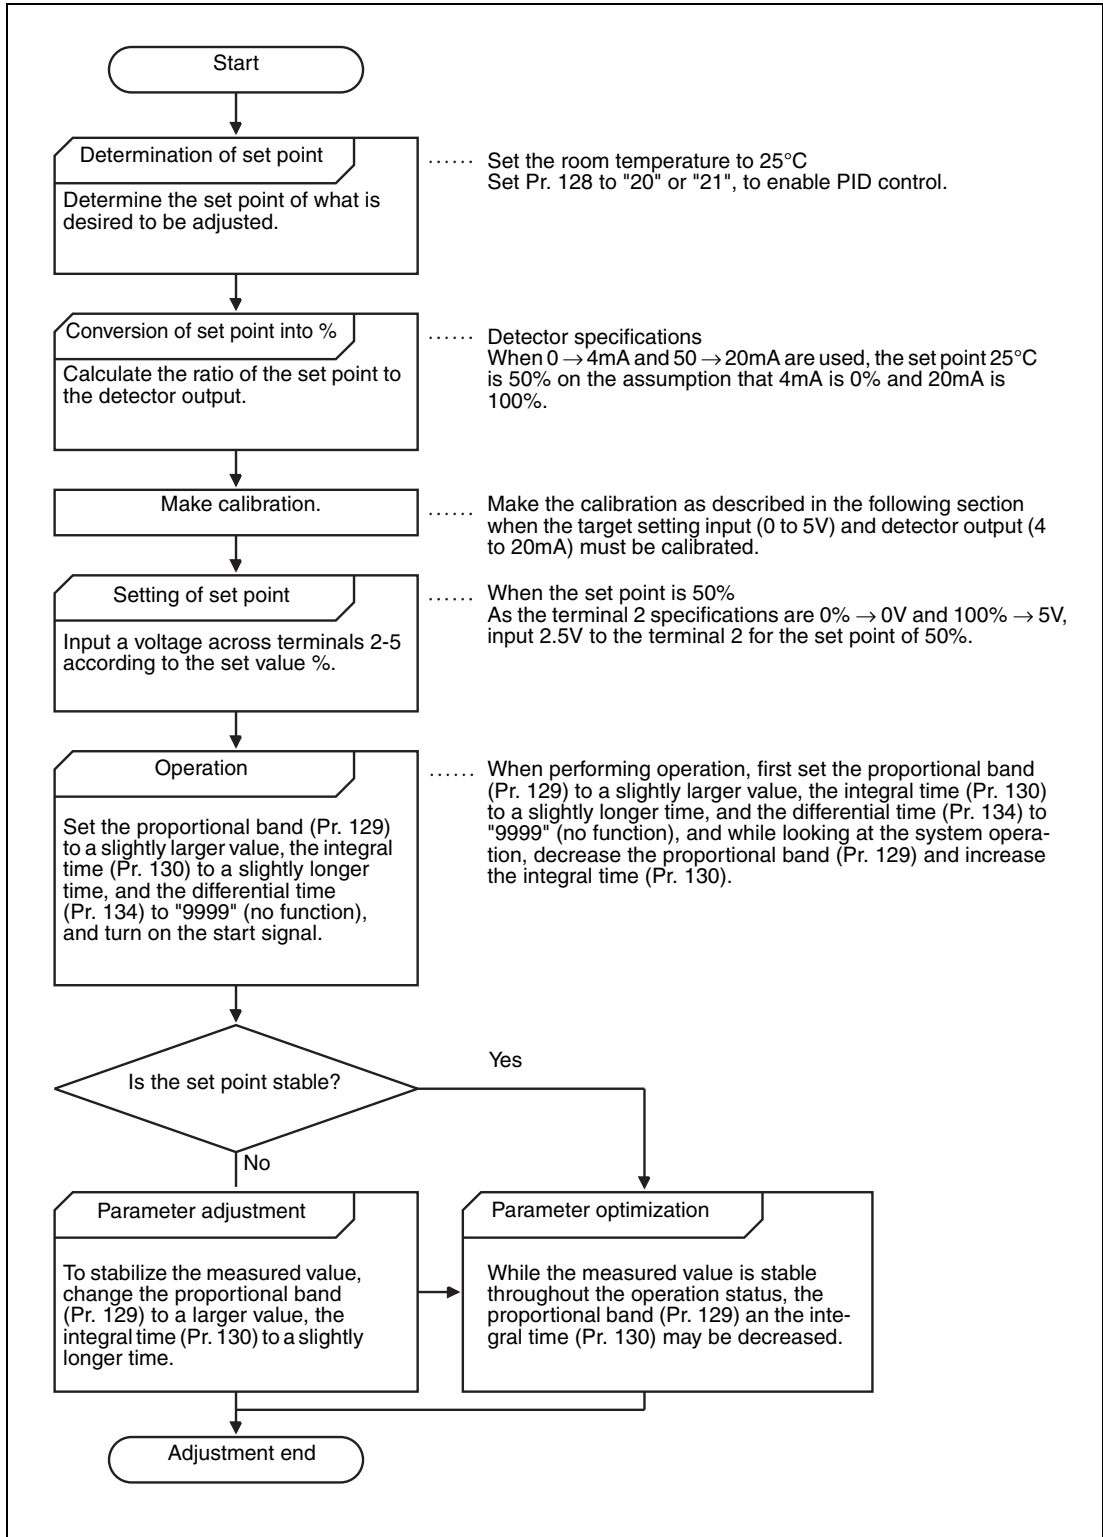 Start
Determination of set point
Determine the set point of what is
desired to be adjusted.
...... Set the room temperature to 25°C
Set Pr. 128 to "20" or "21", to enable PID control.
Conversion of set point into %
Calculate the ratio of the set point to
the detector output.
...... Detector specifications
When 0 → 4mA and 50 → 20mA are used, the set point 25°C
is 50% on the assumption that 4mA is 0% and 20mA is
100%.
Make calibration.
...... Make the calibration as described in the following section
when the target setting input (0 to 5V) and detector output (4
to 20mA) must be calibrated.
Setting of set point
Input a voltage across terminals 2-5
according to the set value %.
...... When the set point is 50%
As the terminal 2 specifications are 0% → 0V and 100% → 5V,
input 2.5V to the terminal 2 for the set point of 50%.
Operation
Set the proportional band (Pr. 129)
to a slightly larger value, the integral
time (Pr. 130) to a slightly longer
time, and the differential time
(Pr. 134) to "9999" (no function),
and turn on the start signal.
...... When performing operation, first set the proportional band
(Pr. 129) to a slightly larger value, the integral time (Pr. 130)
to a slightly longer time, and the differential time (Pr. 134) to
"9999" (no function), and while looking at the system opera-
tion, decrease the proportional band (Pr. 129) and increase
the integral time (Pr. 130).
Is the set point stable?
Yes
No
Parameter adjustment
To stabilize the measured value,
change the proportional band
(Pr. 129) to a larger value, the
integral time (Pr. 130) to a slightly
longer time.
Parameter optimization
While the measured value is stable
throughout the operation status, the
proportional band (Pr. 129) an the inte-
gral time (Pr. 130) may be decreased.
Adjustment end